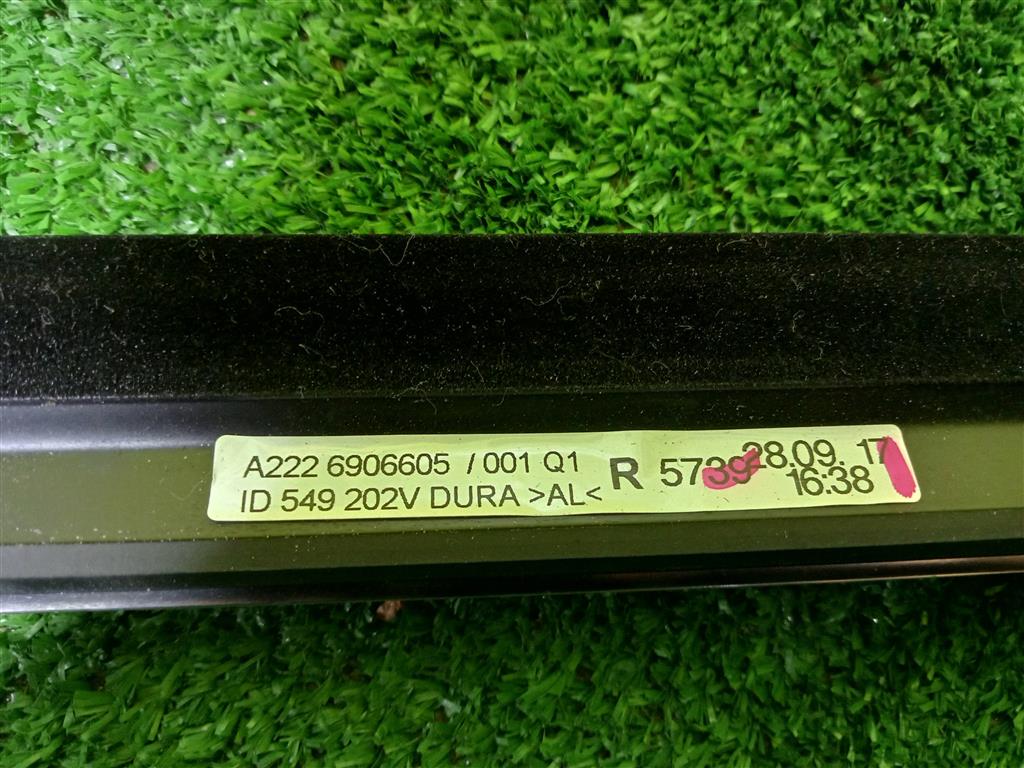 A222 6906605 /001 Q1
ID 549 202V DURA >AL<
R 5739
28.09. 17
16:38